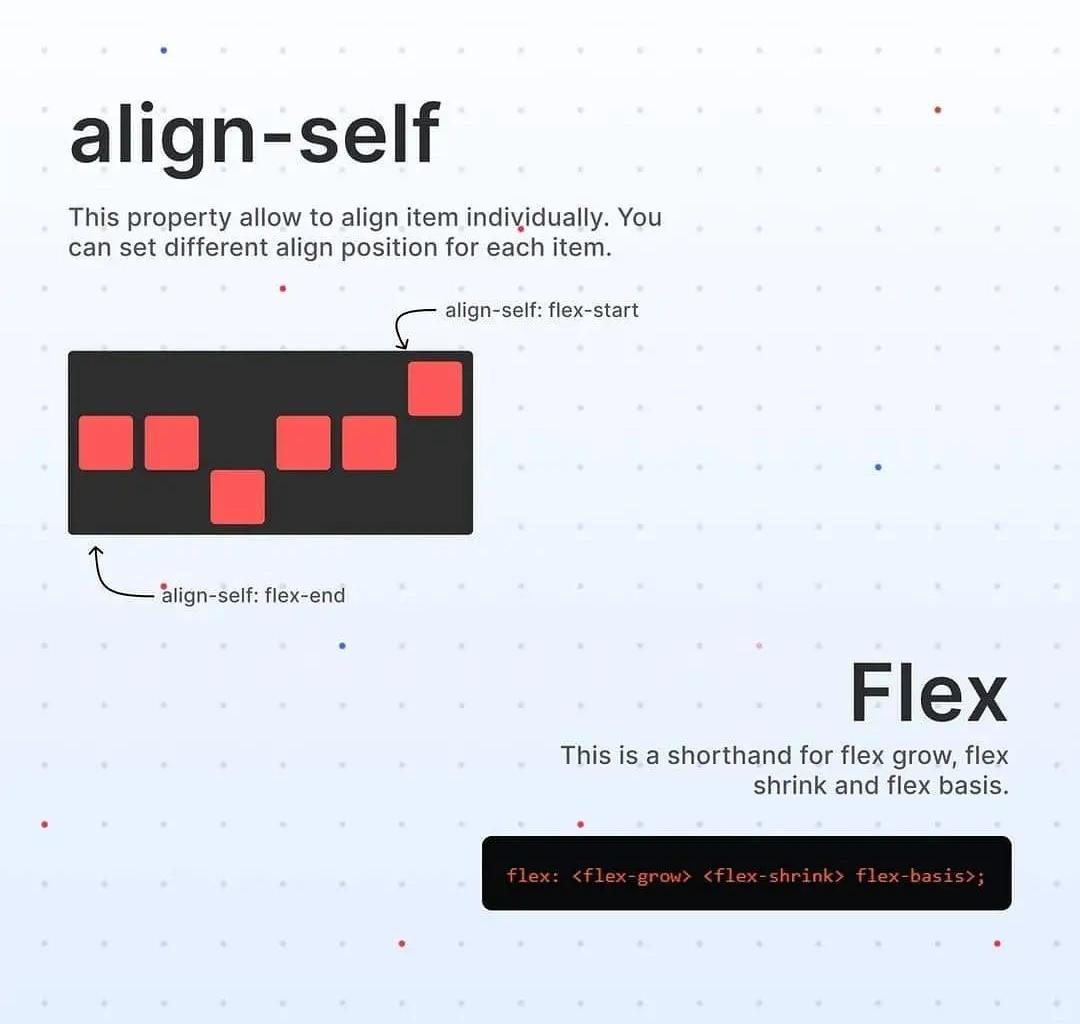 align-self
This property allow to align item individually. You
can set different align position for each item.
align-self: flex-start
align-self: flex-end
Flex
This is a shorthand for flex grow, flex
shrink and flex basis.
flex: <flex-grow> <flex-shrink> flex-basis>;